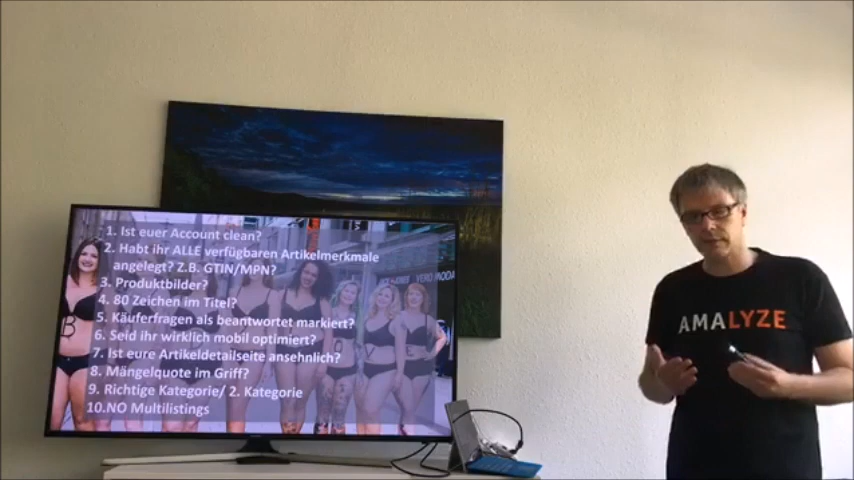 1. Ist euer Account clean?
2. Habt ihr ALLE verfügbaren Artikelmerkmale
angelegt? Z.B. GTIN/MPN?
3. Produktbilder?
4. 80 Zeichen im Titel?
5. Käuferfragen als beantwortet markiert?
6. Seid ihr wirklich mobil optimiert?
7. Ist eure Artikeldetailseite ansehnlich?
8. Mängelquote im Griff?
9. Richtige Kategorie/ 2. Kategorie
10.NO Multilistings
VERO MODA
B
AMALYZE